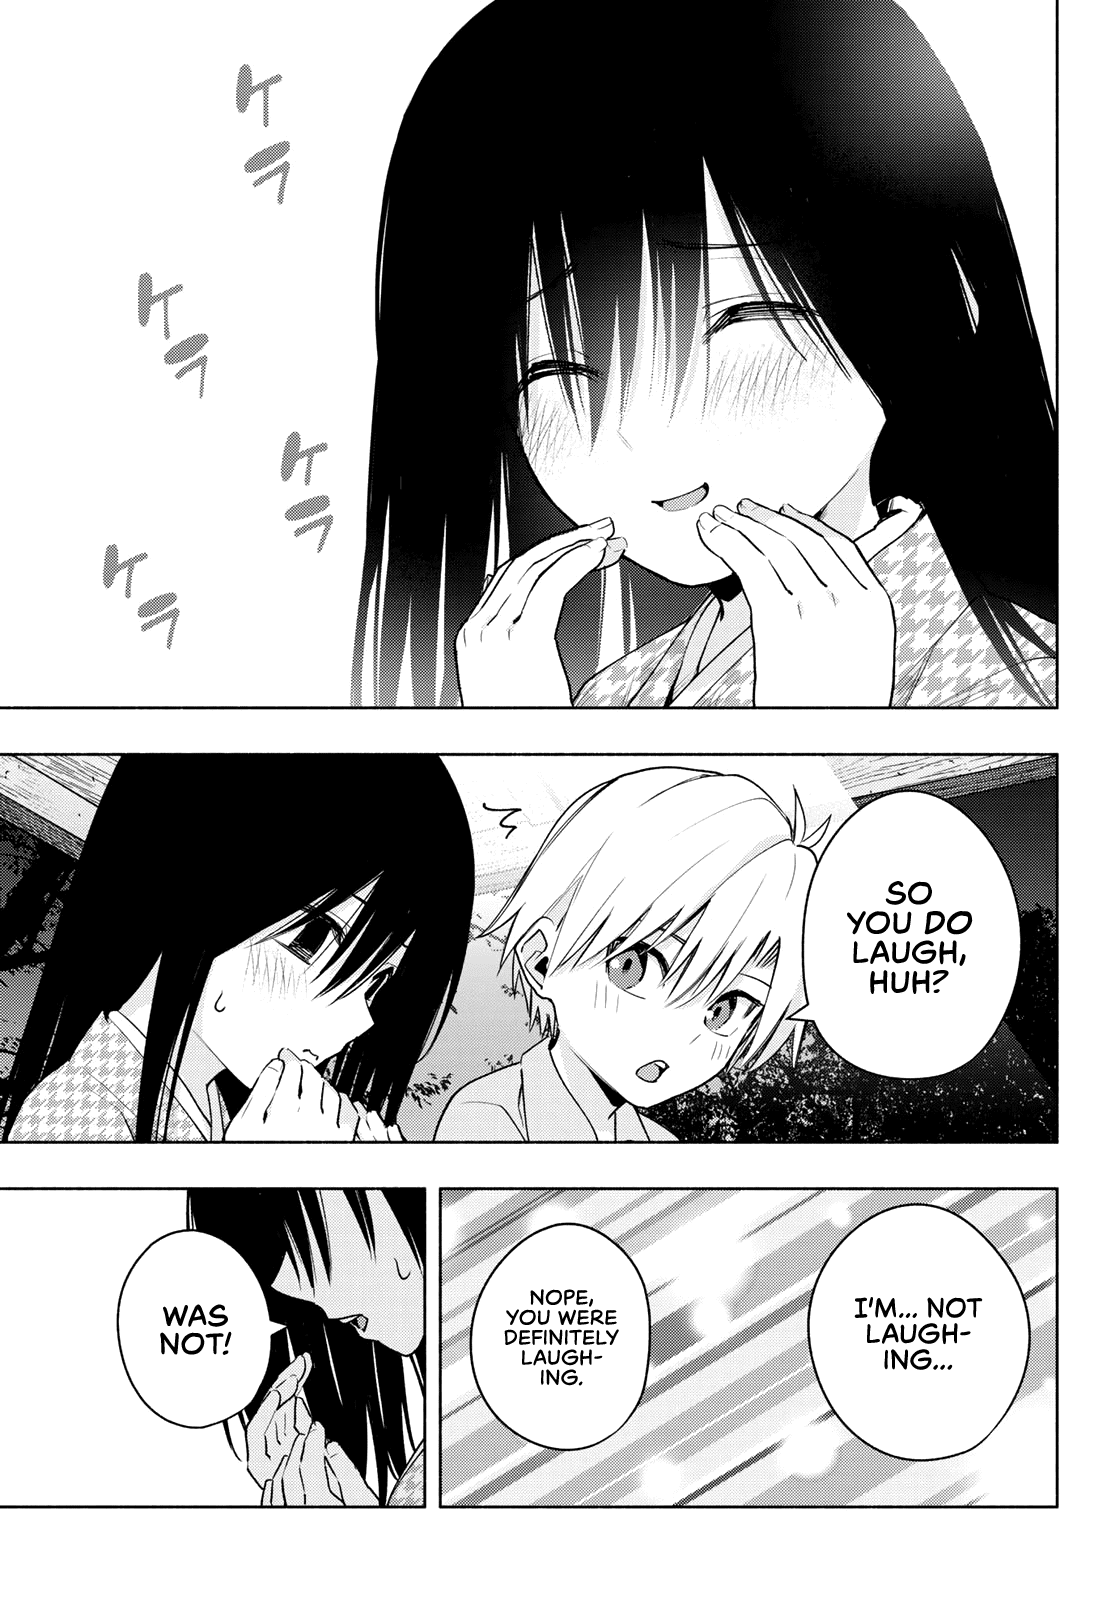 ケラ
ケラ
ケラ
ケラ
SO
YOU DO
LAUGH,
HUH?
I'M... NOT
LAUGH-
ING...
NOPE,
YOU WERE
DEFINITELY
LAUGH-
ING.
WAS
NOT!